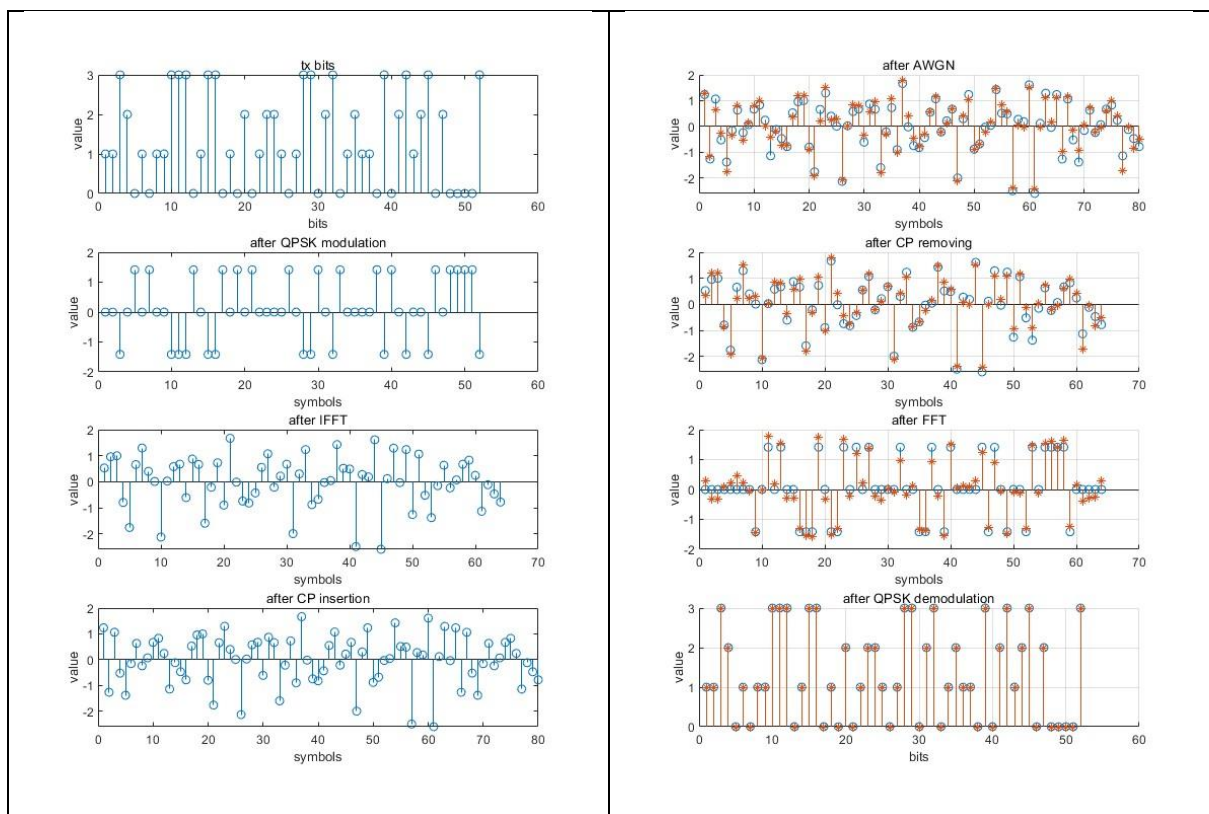 tx bits
3
2
1
0
value
0 10 20 30 40 50 60
bits
after QPSK modulation
2
1
0
-1
-2
value
0 10 20 30 40 50 60
symbols
after IFFT
2
1
0
-1
-2
value
0 10 20 30 40 50 60 70
symbols
after CP insertion
1
0
-1
-2
value
0 10 20 30 40 50 60 70 80
symbols
after AWGN
2
1
0
-1
-2
value
0 10 20 30 40 50 60 70 80
symbols
after CP removing
2
1
0
-1
-2
value
0 10 20 30 40 50 60 70
symbols
after FFT
2
1
0
-1
-2
value
0 10 20 30 40 50 60 70
symbols
after QPSK demodulation
3
2
1
0
value
0 10 20 30 40 50 60
bits